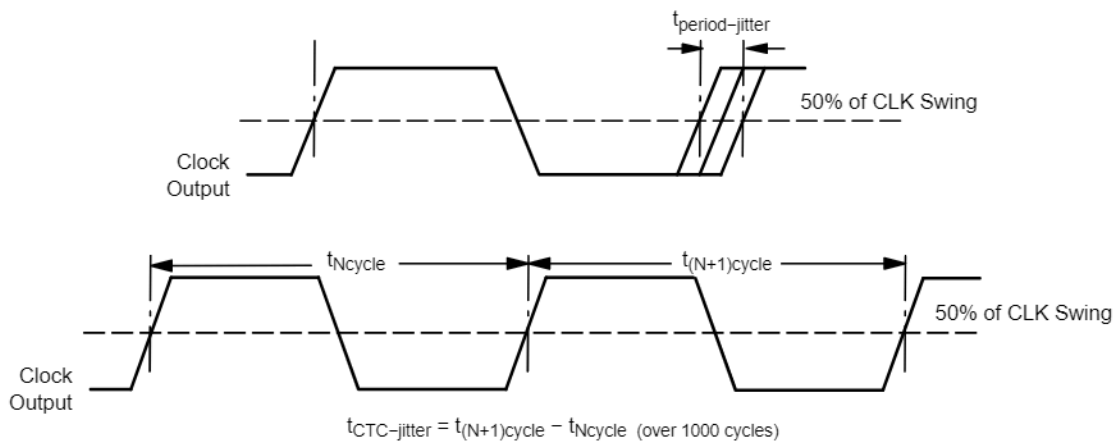 tperiod−jitter
50% of CLK Swing
Clock
Output
tNcycle
t(N+1)cycle
50% of CLK Swing
Clock
Output
tCTC−jitter = t(N+1)cycle − tNcycle (over 1000 cycles)